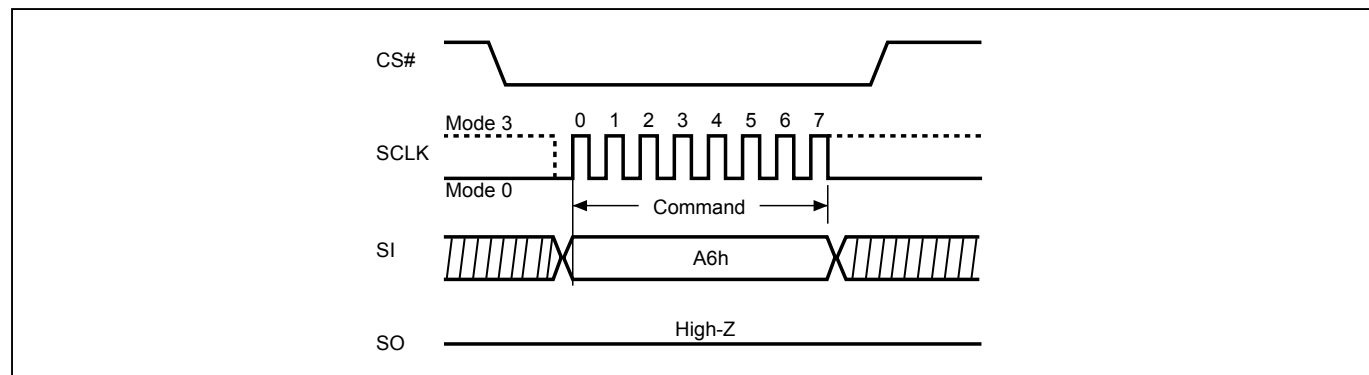 CS#
Mode 3
0 1 2 3 4 5 6 7
SCLK
Mode 0
Command
SI
A6h
High-Z
SO